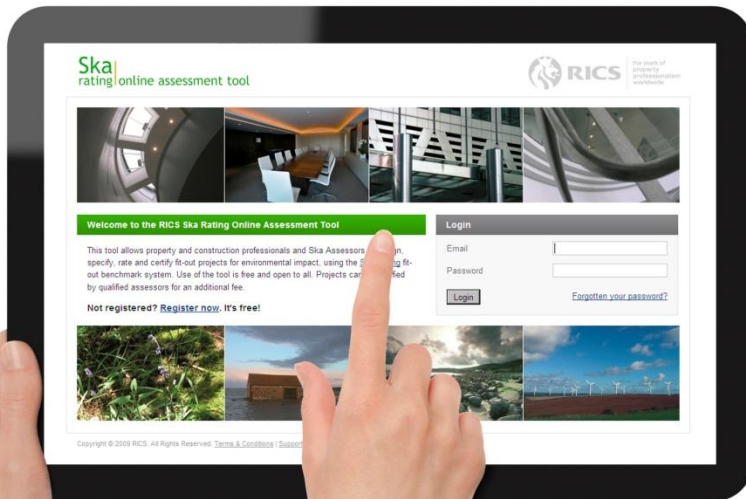 Ska
rating online assessment tool
RICS
the mark of
property
professionalism
worldwide
Welcome to the RICS Ska Rating Online Assessment Tool
This tool allows property and construction professionals and Ska Assessors
specify, rate and certify fit-out projects for environmental impact, using the fit-
out benchmark system. Use of the tool is free and open to all. Projects
by qualified assessors for an additional fee.
Not registered? Register now. It's free!
Login
Email
Password
Login
Forgotten your password?
Copyright © 2009 RICS. All Rights Reserved. Terms & Conditions | Support